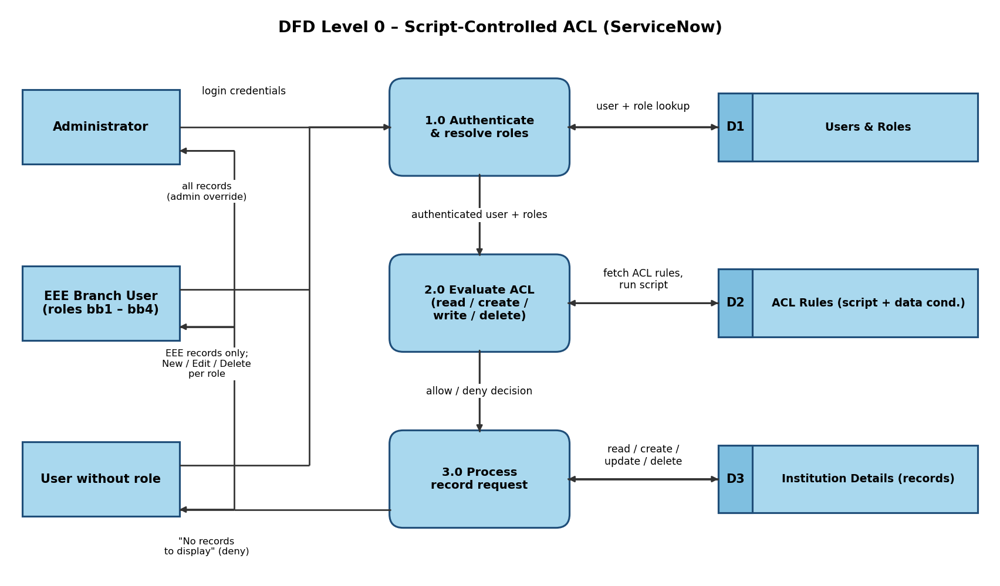 DFD Level 0 – Script-Controlled ACL (ServiceNow)
login credentials
Administrator
1.0 Authenticate
& resolve roles
user + role lookup
D1
Users & Roles
all records
(admin override)
authenticated user + roles
EEE Branch User
(roles bb1 – bb4)
2.0 Evaluate ACL
(read / create /
write / delete)
fetch ACL rules,
run script
D2
ACL Rules (script + data cond.)
EEE records only;
New / Edit / Delete
per role
allow / deny decision
User without role
3.0 Process
record request
read / create /
update / delete
D3
Institution Details (records)
"No records
to display" (deny)